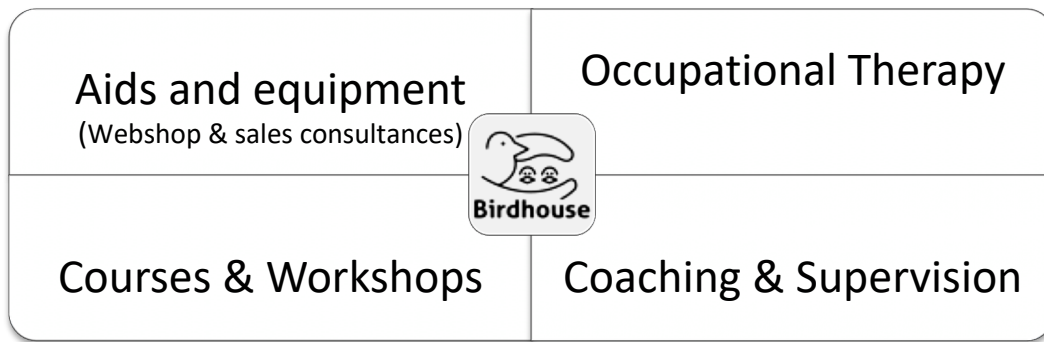 Aids and equipment
(Webshop & sales consultances)
Occupational Therapy
Birdhouse
Courses & Workshops
Coaching & Supervision